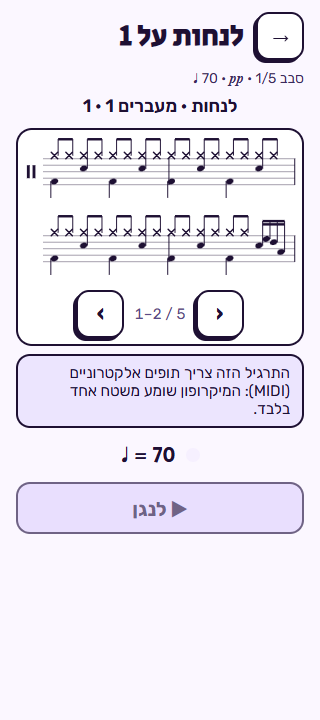 לנחות על 1
→
סבב 1/5 • pp • 70 ♩
לנחות • מעברים 1 • 1
‹ 1–2 / 5 ›
התרגיל הזה צריך תופים אלקטרוניים
(MIDI): המיקרופון שומע משטח אחד
בלבד.
♩ = 70
▶ לנגן